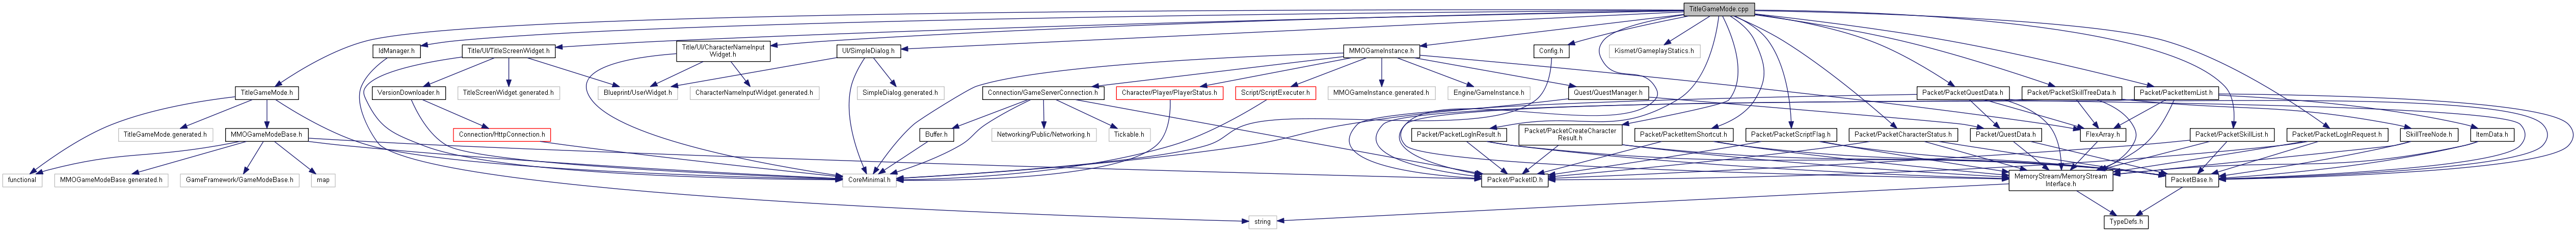 TitleGameMode.cpp
IdManager.h
Title/UI/TitleScreenWidget.h
Title/UI/CharacterNameInput
Widget.h
UI/SimpleDialog.h
MMOGameInstance.h
Config.h
Kismet/GameplayStatics.h
TitleGameMode.h
VersionDownloader.h
TitleScreenWidget.generated.h
Blueprint/UserWidget.h
CharacterNameInputWidget.generated.h
SimpleDialog.generated.h
Connection/GameServerConnection.h
Character/Player/PlayerStatus.h
Script/ScriptExecuter.h
MMOGameInstance.generated.h
Engine/GameInstance.h
Quest/QuestManager.h
Packet/PacketQuestData.h
Packet/PacketSkillTreeData.h
Packet/PacketItemList.h
TitleGameMode.generated.h
MMOGameModeBase.h
Connection/HttpConnection.h
Buffer.h
Networking/Public/Networking.h
Tickable.h
Packet/PacketLogInResult.h
Packet/PacketCreateCharacter
Result.h
Packet/PacketItemShortcut.h
Packet/PacketScriptFlag.h
Packet/PacketCharacterStatus.h
Packet/QuestData.h
FlexArray.h
Packet/PacketSkillList.h
Packet/PacketLogInRequest.h
SkillTreeNode.h
ItemData.h
functional
MMOGameModeBase.generated.h
GameFramework/GameModeBase.h
map
CoreMinimal.h
Packet/PacketID.h
MemoryStream/MemoryStream
Interface.h
PacketBase.h
string
TypeDefs.h